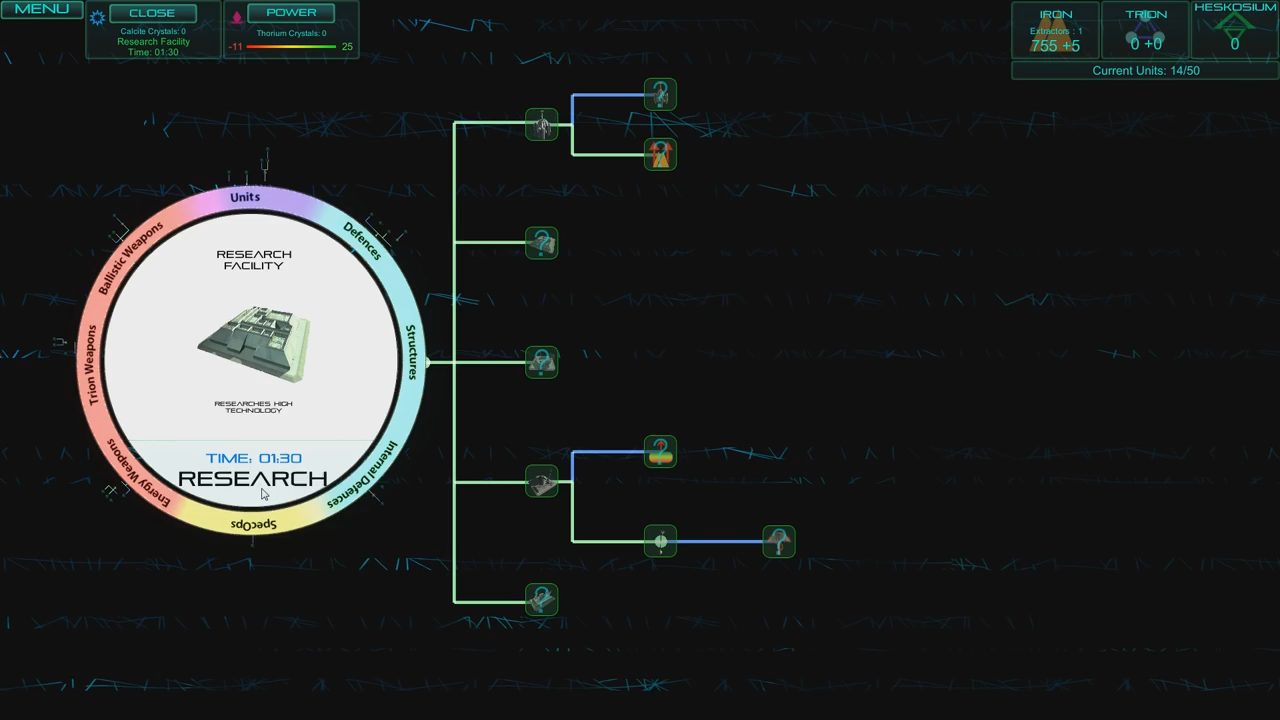 MENU
CLOSE
Calcite Crystals: 0
Research Facility
Time: 01:30
POWER
Thorium Crystals: 0
-11
25
IRON
Extractors : 1
755 +5
TRION
0 +0
HESKOSIUM
0
Current Units: 14/50
Units
Defences
Structures
Internal Defences
SpecOps
Energy Weapons
Trion Weapons
Ballistic Weapons
RESEARCH
FACILITY
RESEARCHES HIGH
TECHNOLOGY
TIME: 01:30
RESEARCH
?
?
?
?
?
?
?